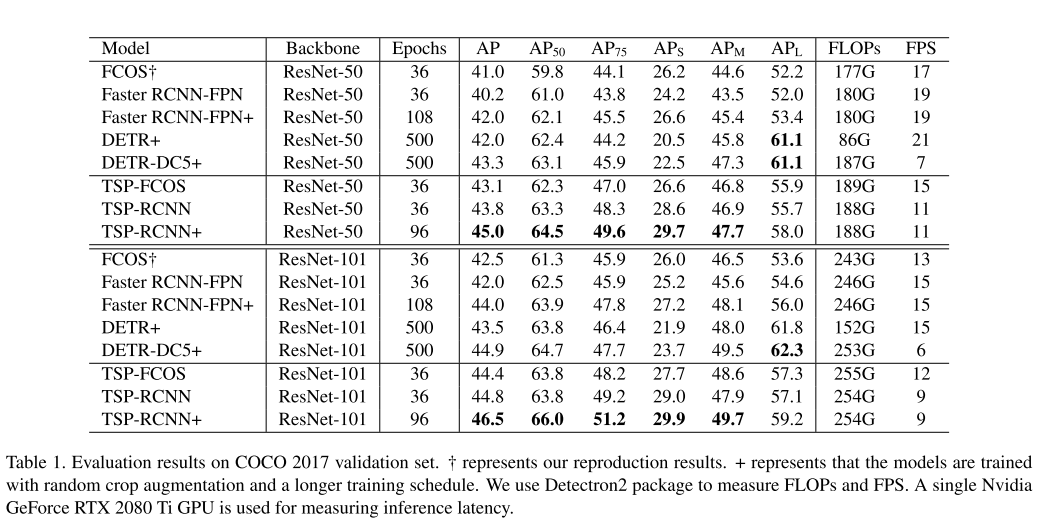 Model Backbone Epochs AP AP50 AP75 APS APM APL FLOPs FPS
FCOS† ResNet-50 36 41.0 59.8 44.1 26.2 44.6 52.2 177G 17
Faster RCNN-FPN ResNet-50 36 40.2 61.0 43.8 24.2 43.5 52.0 180G 19
Faster RCNN-FPN+ ResNet-50 108 42.0 62.1 45.5 26.6 45.4 53.4 180G 19
DETR+ ResNet-50 500 42.0 62.4 44.2 20.5 45.8 61.1 86G 21
DETR-DC5+ ResNet-50 500 43.3 63.1 45.9 22.5 47.3 61.1 187G 7
TSP-FCOS ResNet-50 36 43.1 62.3 47.0 26.6 46.8 55.9 189G 15
TSP-RCNN ResNet-50 36 43.8 63.3 48.3 28.6 46.9 55.7 188G 11
TSP-RCNN+ ResNet-50 96 45.0 64.5 49.6 29.7 47.7 58.0 188G 11
FCOS† ResNet-101 36 42.5 61.3 45.9 26.0 46.5 53.6 243G 13
Faster RCNN-FPN ResNet-101 36 42.0 62.5 45.9 25.2 45.6 54.6 246G 15
Faster RCNN-FPN+ ResNet-101 108 44.0 63.9 47.8 27.2 48.1 56.0 246G 15
DETR+ ResNet-101 500 43.5 63.8 46.4 21.9 48.0 61.8 152G 15
DETR-DC5+ ResNet-101 500 44.9 64.7 47.7 23.7 49.5 62.3 253G 6
TSP-FCOS ResNet-101 36 44.4 63.8 48.2 27.7 48.6 57.3 255G 12
TSP-RCNN ResNet-101 36 44.8 63.8 49.2 29.0 47.9 57.1 254G 9
TSP-RCNN+ ResNet-101 96 46.5 66.0 51.2 29.9 49.7 59.2 254G 9
Table 1. Evaluation results on COCO 2017 validation set. † represents our reproduction results. + represents that the models are trained
with random crop augmentation and a longer training schedule. We use Detectron2 package to measure FLOPs and FPS. A single Nvidia
GeForce RTX 2080 Ti GPU is used for measuring inference latency.